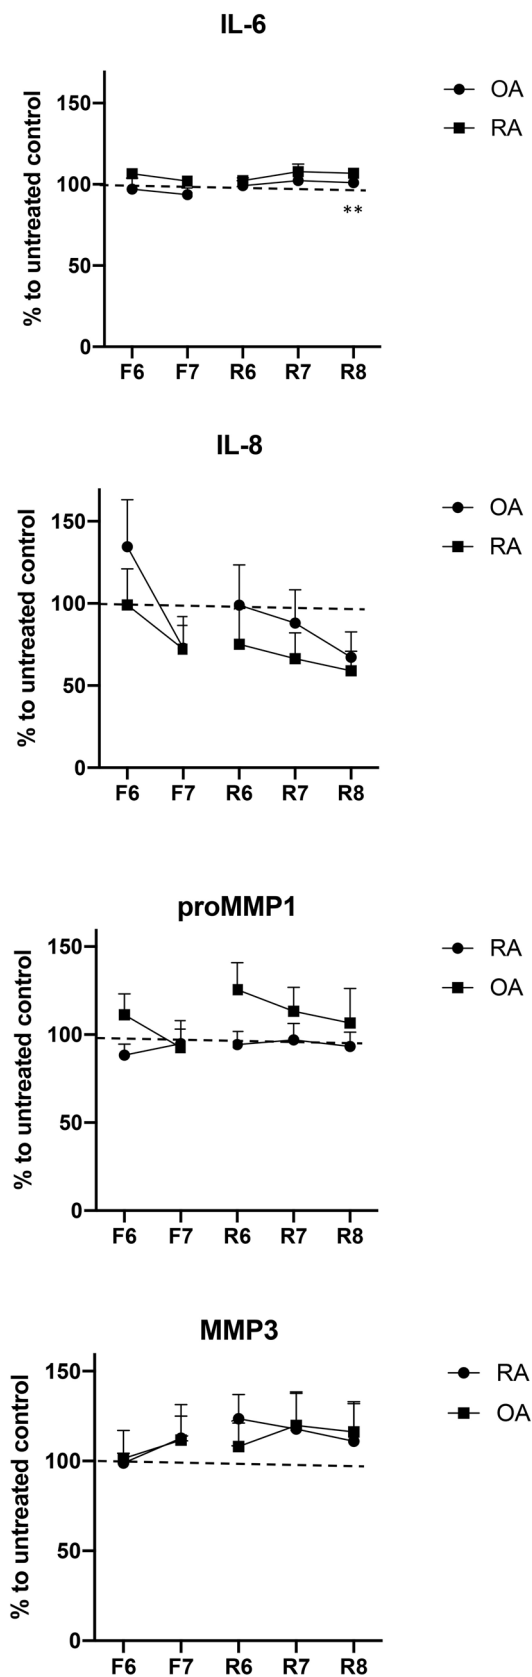 IL-6
% to untreated control
150
100
50
0
F6 F7 R6 R7 R8
**
OA
RA
IL-8
% to untreated control
150
100
50
0
F6 F7 R6 R7 R8
OA
RA
proMMP1
% to untreated control
150
100
50
0
F6 F7 R6 R7 R8
RA
OA
MMP3
% to untreated control
150
100
50
0
F6 F7 R6 R7 R8
RA
OA